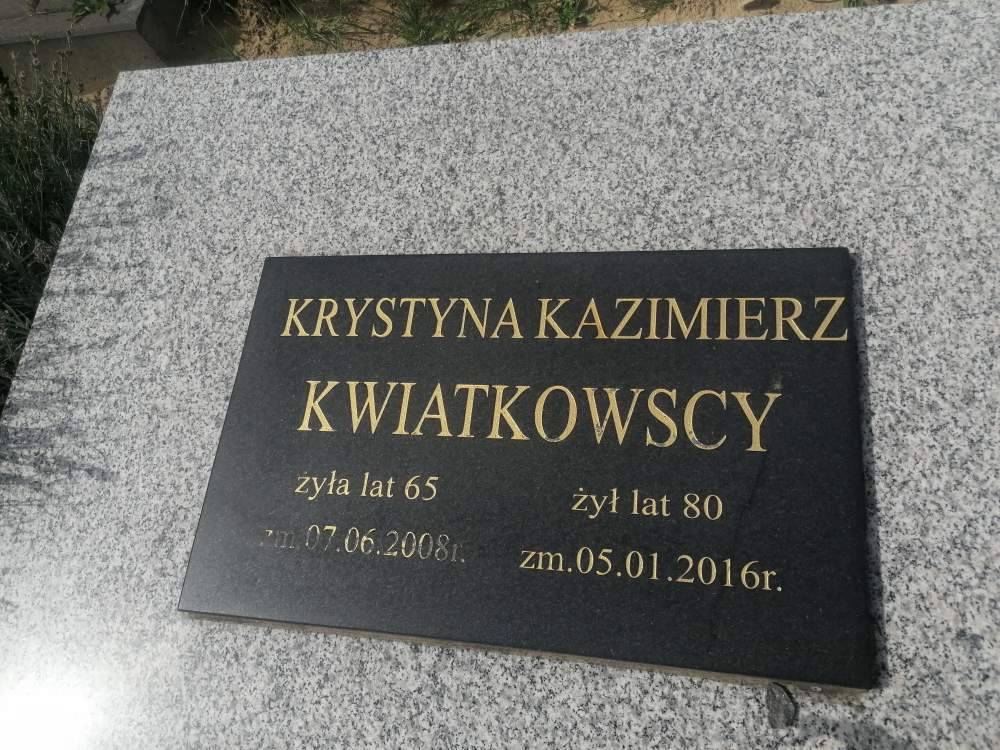 KRYSTYNA KAZIMIERZ
KWIATKOWSCY
żyła lat 65 żył lat 80
zm.07.06.2008r. zm.05.01.2016r.